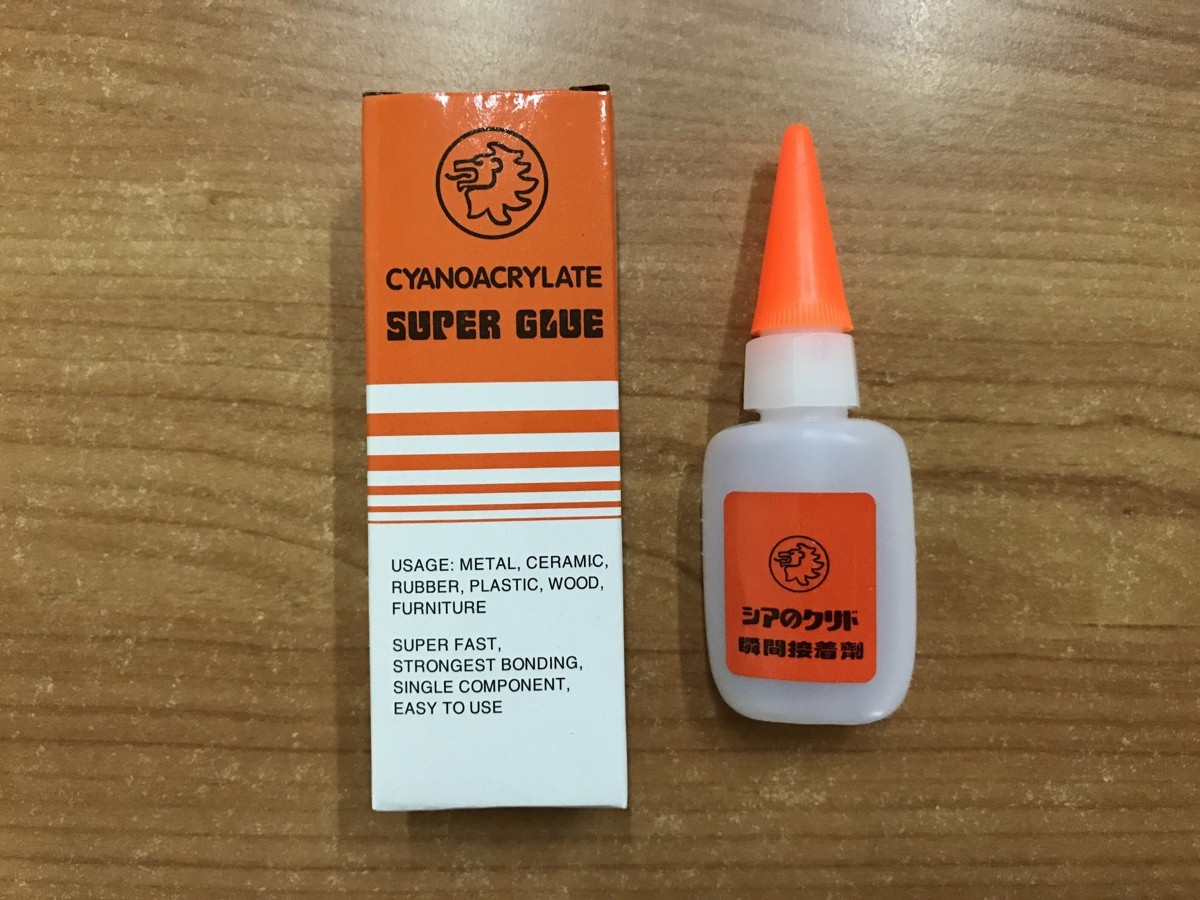 CYANOACRYLATE
SUPER GLUE
USAGE: METAL, CERAMIC,
RUBBER, PLASTIC, WOOD,
FURNITURE
SUPER FAST,
STRONGEST BONDING,
SINGLE COMPONENT,
EASY TO USE
シアのクリド
瞬間接着劑